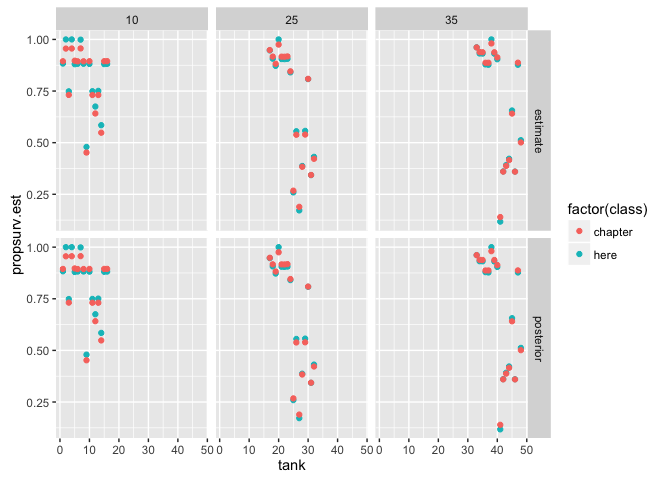 10 25 35
1.00
0.75
0.50
0.25
estimate
1.00
0.75
0.50
0.25
posterior
0 10 20 30 40 50 0 10 20 30 40 50 0 10 20 30 40 50
tank
propsurv.est
factor(class)
chapter
here